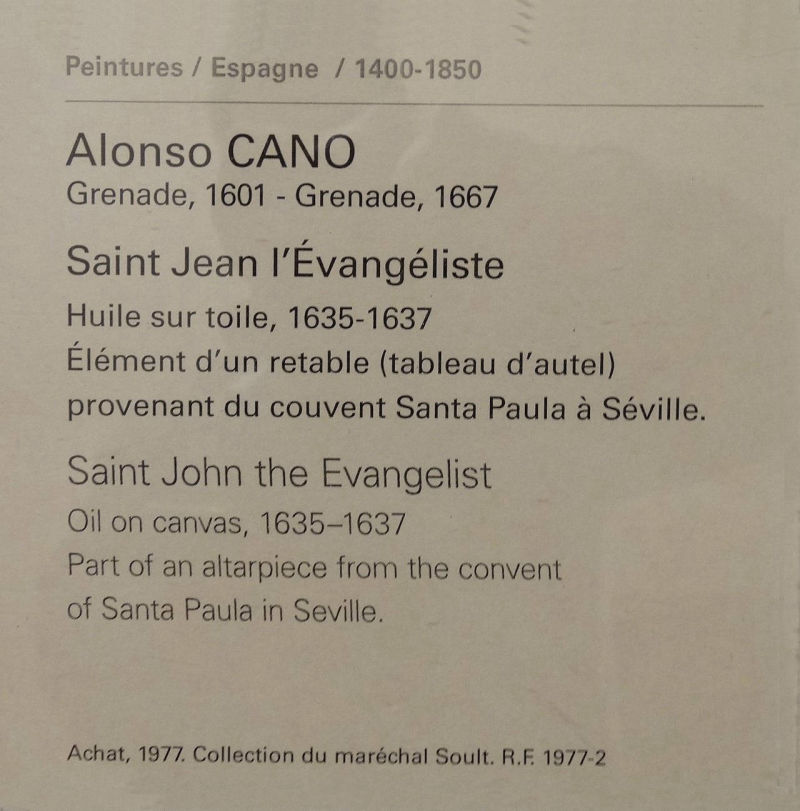 Peintures / Espagne / 1400-1850
Alonso CANO
Grenade, 1601 - Grenade, 1667
Saint Jean l'Évangéliste
Huile sur toile, 1635-1637
Élément d'un retable (tableau d'autel)
provenant du couvent Santa Paula à Séville.
Saint John the Evangelist
Oil on canvas, 1635–1637
Part of an altarpiece from the convent
of Santa Paula in Seville.
Achat, 1977. Collection du maréchal Soult. R.F. 1977-2